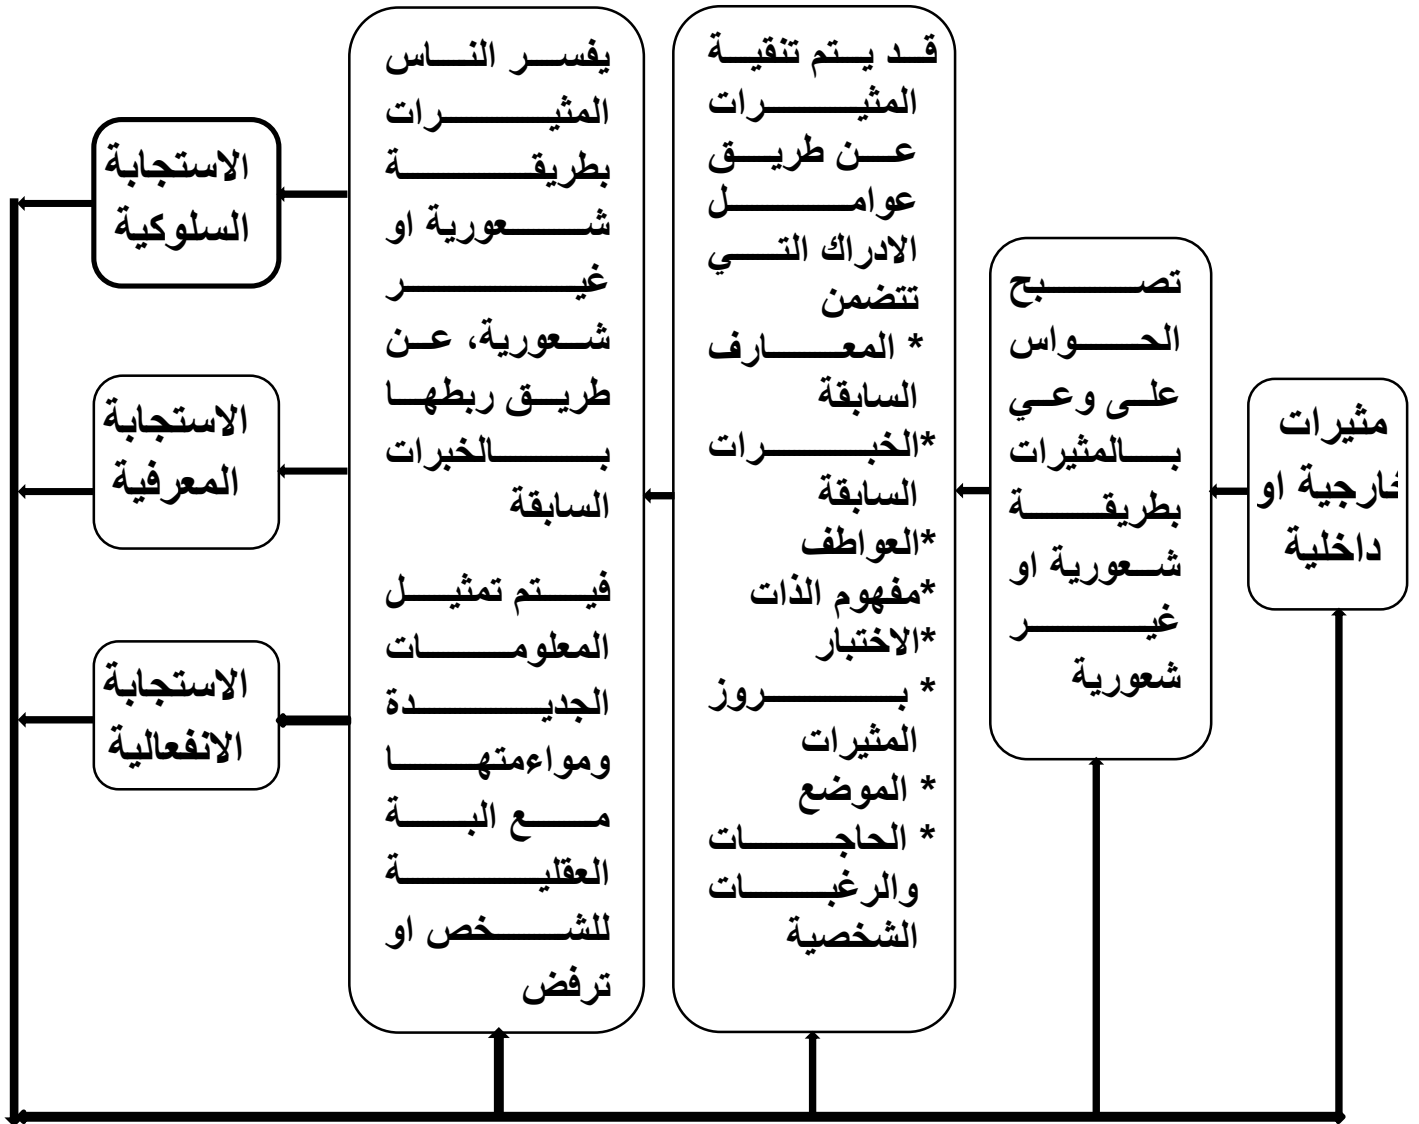 مثيرات
خارجية او
داخلية
تصبح
الحواس
على وعي
بالمثيرات
بطريقة
شعورية او
غير
شعورية
قد يتم تنقية
المثيرات
عن طريق
عوامل
الادراك التي
تتضمن
* المعارف
السابقة
*الخبرات
السابقة
*العواطف
*مفهوم الذات
*الاختبار
* بروز
المثيرات
* الموضع
* الحاجات
والرغبات
الشخصية
يفسر الناس
المثيرات
بطريقة
شعورية او
غير
شعورية، عن
طريق ربطها
بالخبرات
السابقة
فيتم تمثيل
المعلومات
الجديدة
ومواءمتها
مع البة
العقلية
للشخص او
ترفض
الاستجابة
السلوكية
الاستجابة
المعرفية
الاستجابة
الانفعالية